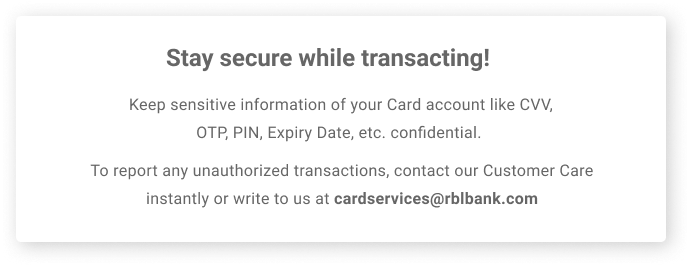 Stay secure while transacting!
Keep sensitive information of your Card account like CVV,
OTP, PIN, Expiry Date, etc. confidential.
To report any unauthorized transactions, contact our Customer Care
instantly or write to us at cardservices@rblbank.com